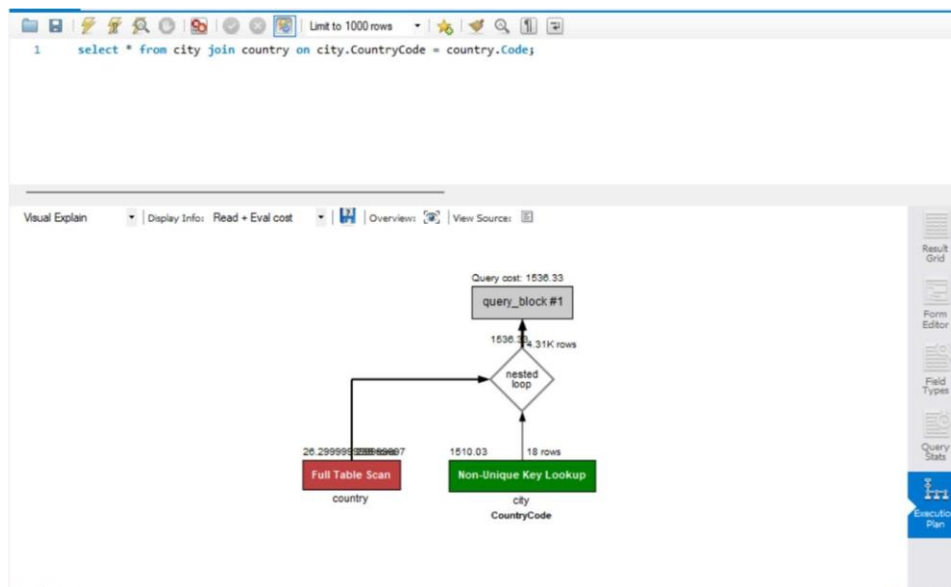 Limit to 1000 rows
1 select * from city join country on city.CountryCode = country.Code;
Visual Explain
Display Info: Read + Eval cost
Overview:
View Source:
Result
Grid
Form
Editor
Field
Types
Query
Stats
Executio
Plan
Query cost: 1536.33
query_block #1
4.31K rows
nested
loop
1510.03
18 rows
Full Table Scan
Non-Unique Key Lookup
country
city
CountryCode